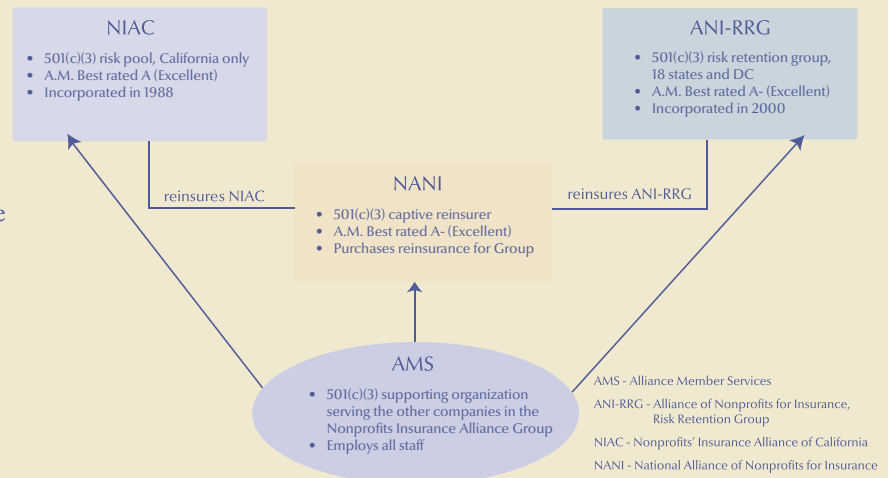 NIAC
• 501(c)(3) risk pool, California only
• A.M. Best rated A (Excellent)
• Incorporated in 1988
ANI-RRG
• 501(c)(3) risk retention group,
18 states and DC
• A.M. Best rated A- (Excellent)
• Incorporated in 2000
reinsures NIAC
NANI
• 501(c)(3) captive reinsurer
• A.M. Best rated A- (Excellent)
• Purchases reinsurance for Group
reinsures ANI-RRG
e
AMS
• 501(c)(3) supporting organization
serving the other companies in the
Nonprofits Insurance Alliance Group
• Employs all staff
AMS - Alliance Member Services
ANI-RRG - Alliance of Nonprofits for Insurance,
Risk Retention Group
NIAC - Nonprofits' Insurance Alliance of California
NANI - National Alliance of Nonprofits for Insurance